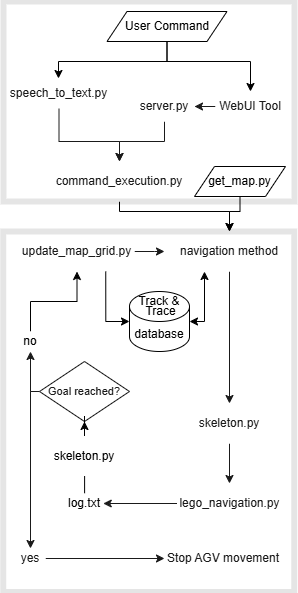 User Command
speech_to_text.py
server.py
WebUI Tool
command_execution.py
get_map.py
update_map_grid.py
navigation method
Track &
Trace
database
no
Goal reached?
skeleton.py
skeleton.py
log.txt
lego_navigation.py
yes
Stop AGV movement